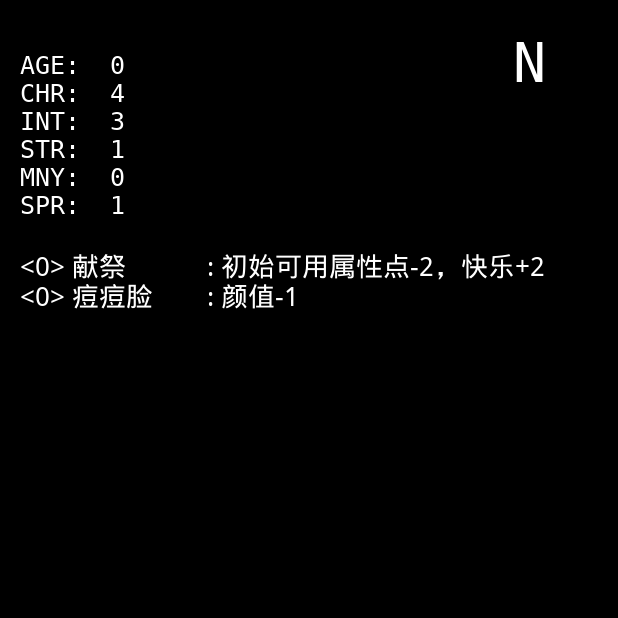 N
AGE: 0
CHR: 4
INT: 3
STR: 1
MNY: 0
SPR: 1
<0> 献祭 : 初始可用属性点-2，快乐+2
<0> 痘痘脸 : 颜值-1